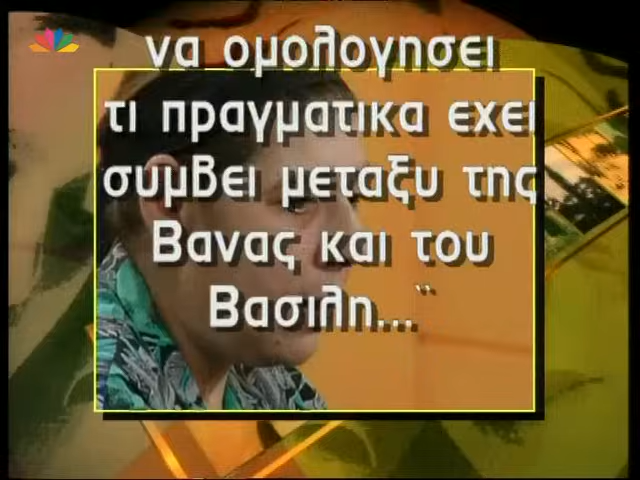 να ομολογησει
τι πραγματικα εχει
συμβει μεταξυ της
Βανας και του
Βασιλη...¨